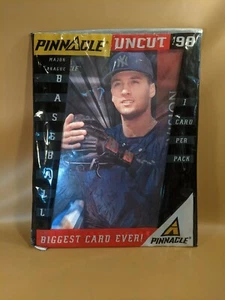 PINNACLE UNCUT '98
MAJOR
LEAGUE
BASEBALL
1
CARD
PER
PACK
BIGGEST CARD EVER!
PINNACLE